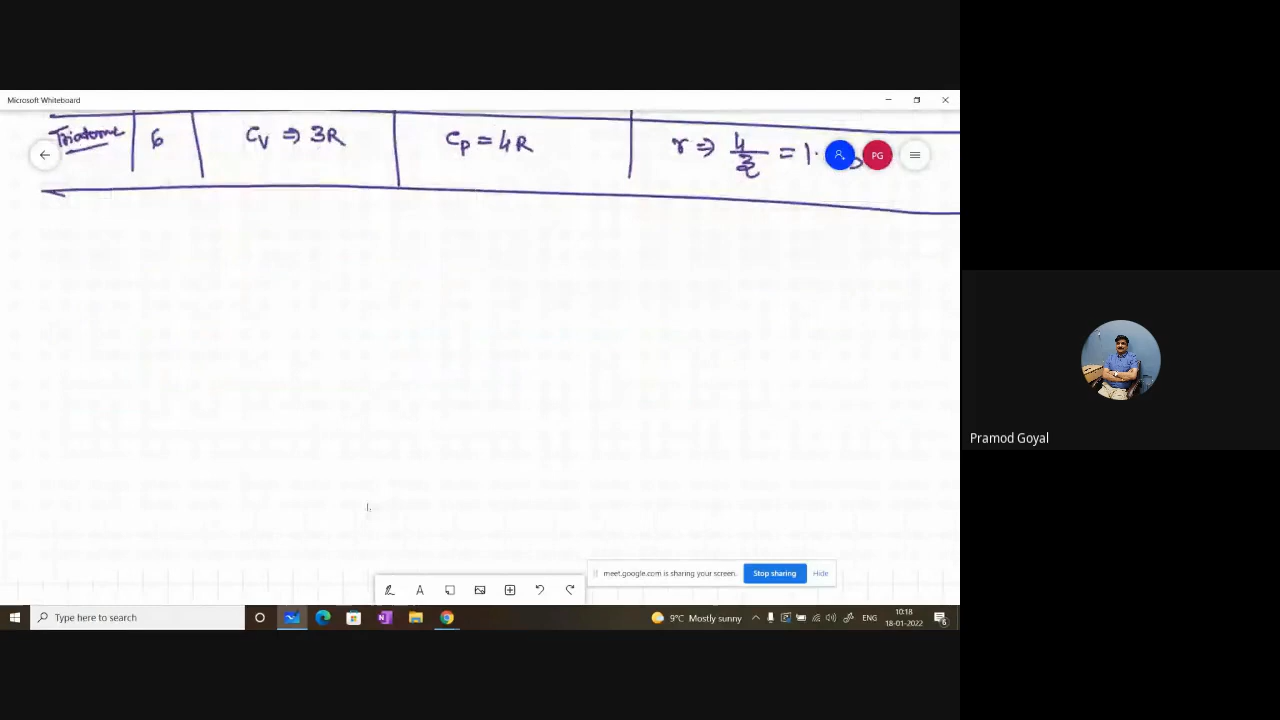 Microsoft Whiteboard
Triatomic 6 Cv ⇒ 3R Cp = 4R r ⇒ 4/3 = 1.
PG
Pramod Goyal
meet.google.com is sharing your screen. Stop sharing Hide
Type here to search 9°C Mostly sunny ENG 10:18
18-01-2022 6